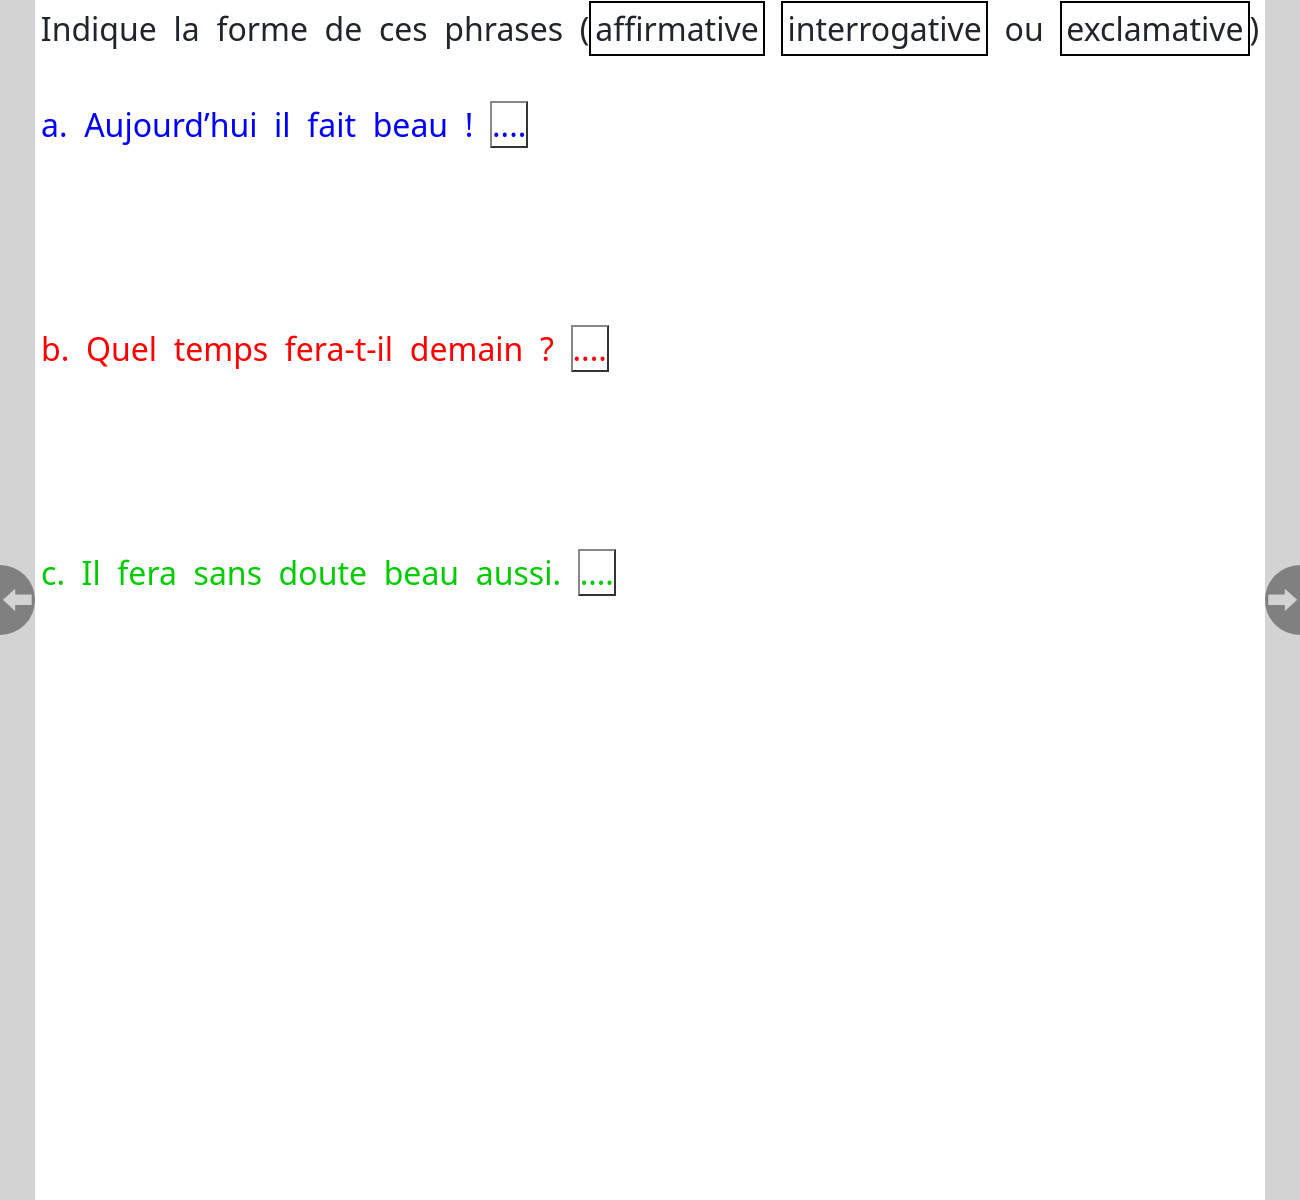 Indique la forme de ces phrases (affirmative interrogative ou exclamative)
a. Aujourd’hui il fait beau ! ....
b. Quel temps fera-t-il demain ? ....
c. Il fera sans doute beau aussi. ....